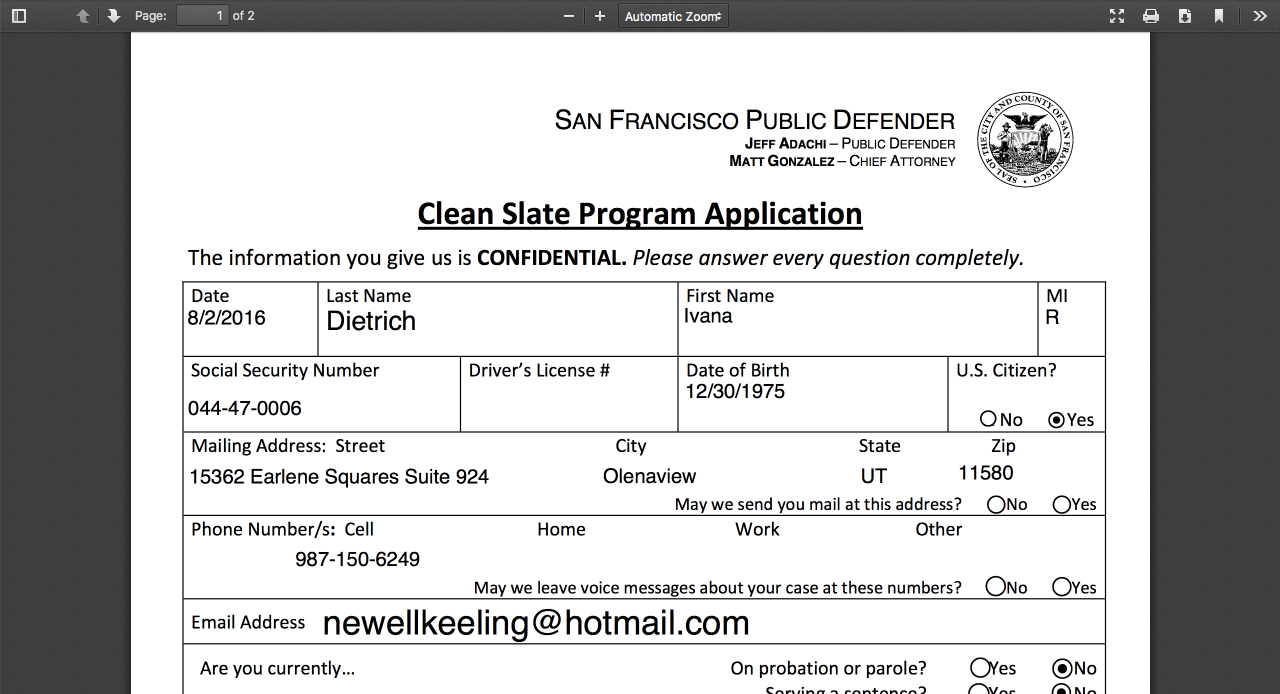 Page: 1 of 2 Automatic Zoom
SAN FRANCISCO PUBLIC DEFENDER
JEFF ADACHI – PUBLIC DEFENDER
MATT GONZALEZ – CHIEF ATTORNEY
SEAL OF THE CITY AND COUNTY OF SAN FRANCISCO
Clean Slate Program Application
The information you give us is CONFIDENTIAL. Please answer every question completely.
Date Last Name First Name MI
8/2/2016 Dietrich Ivana R
Social Security Number Driver's License # Date of Birth U.S. Citizen?
044-47-0006 12/30/1975
No Yes
Mailing Address: Street City State Zip
15362 Earlene Squares Suite 924 Olenaview UT 11580
May we send you mail at this address? No Yes
Phone Number/s: Cell Home Work Other
987-150-6249
May we leave voice messages about your case at these numbers? No Yes
Email Address newellkeeling@hotmail.com
Are you currently... On probation or parole? Yes No
Serving a sentence? Yes No